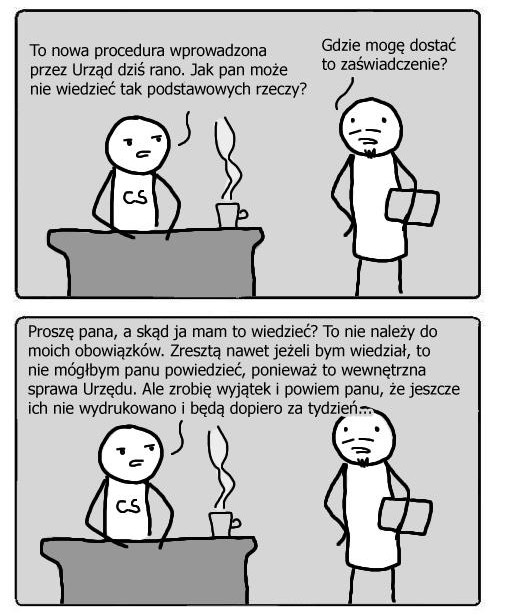 To nowa procedura wprowadzona
przez Urząd dziś rano. Jak pan może
nie wiedzieć tak podstawowych rzeczy?
Gdzie mogę dostać
to zaświadczenie?
CS
Proszę pana, a skąd ja mam to wiedzieć? To nie należy do
moich obowiązków. Zresztą nawet jeżeli bym wiedział, to
nie mógłbym panu powiedzieć, ponieważ to wewnętrzna
sprawa Urzędu. Ale zrobię wyjątek i powiem panu, że jeszcze
ich nie wydrukowano i będą dopiero za tydzień...
CS